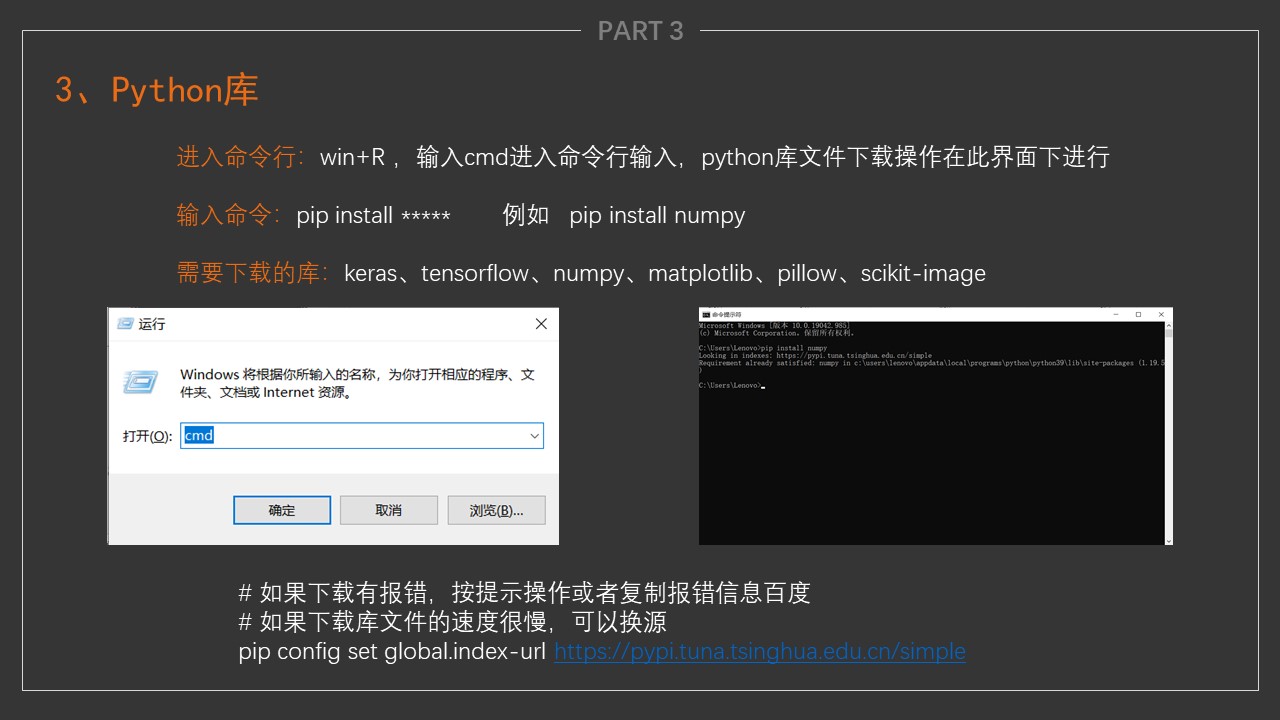 PART 3
3、Python库
进入命令行：win+R ，输入cmd进入命令行输入，python库文件下载操作在此界面下进行
输入命令：pip install ***** 例如 pip install numpy
需要下载的库：keras、tensorflow、numpy、matplotlib、pillow、scikit-image
运行
Windows 将根据你所输入的名称，为你打开相应的程序、文
件夹、文档或 Internet 资源。
打开(O): cmd
确定 取消 浏览(B)...
命令提示符
Microsoft Windows [版本 10.0.19042.985]
(c) Microsoft Corporation. 保留所有权利。
C:\Users\Lenovo>pip install numpy
Looking in indexes: https://pypi.tuna.tsinghua.edu.cn/simple
Requirement already satisfied: numpy in c:\users\lenovo\appdata\local\programs\python\python39\lib\site-packages (1.19.5
)
C:\Users\Lenovo>
# 如果下载有报错，按提示操作或者复制报错信息百度
# 如果下载库文件的速度很慢，可以换源
pip config set global.index-url https://pypi.tuna.tsinghua.edu.cn/simple